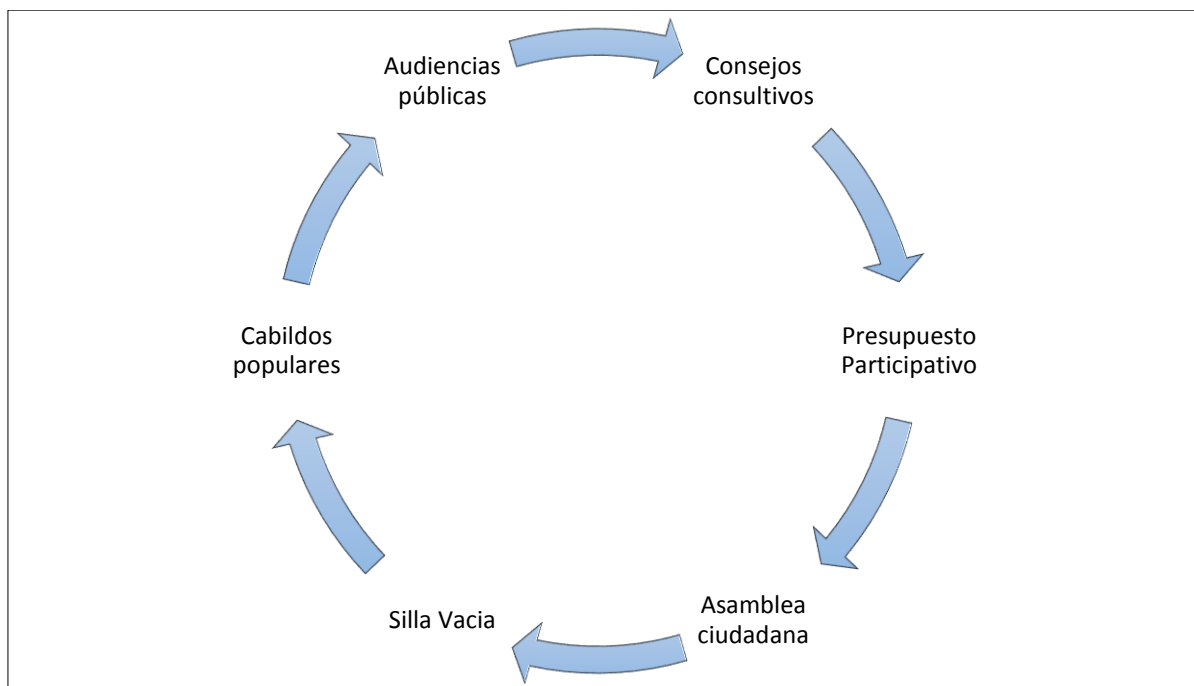 Audiencias
públicas
Consejos
consultivos
Presupuesto
Participativo
Asamblea
ciudadana
Silla Vacia
Cabildos
populares